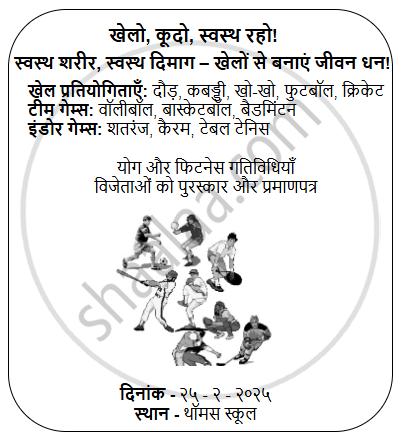 खेलो, कूदो, स्वस्थ रहो!
स्वस्थ शरीर, स्वस्थ दिमाग – खेलों से बनाएं जीवन धन!
खेल प्रतियोगिताएँ: दौड़, कबड्डी, खो-खो, फुटबॉल, क्रिकेट
टीम गेम्स: वॉलीबाल, बास्केटबॉल, बैडमिंटन
इंडोर गेम्स: शतरंज, कैरम, टेबल टेनिस
योग और फिटनेस गतिविधियाँ
विजेताओं को पुरस्कार और प्रमाणपत्र
shaalaa.com
दिनांक - २५ - २ - २०२५
स्थान - थॉमस स्कूल